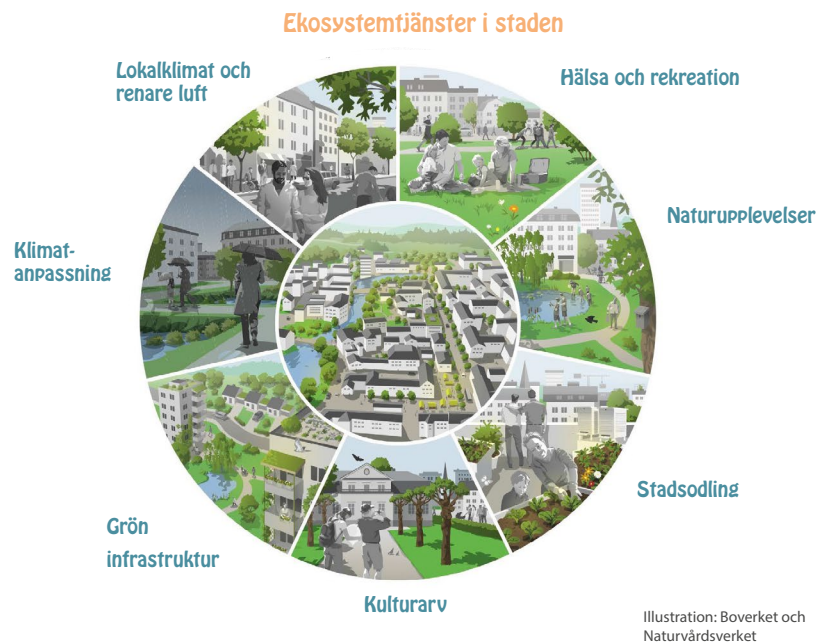 Ekosystemtjänster i staden
Lokalklimat och
renare luft
Hälsa och rekreation
Naturupplevelser
Klimat-
anpassning
Stadsodling
Grön
infrastruktur
Kulturarv
Illustration: Boverket och
Naturvårdsverket